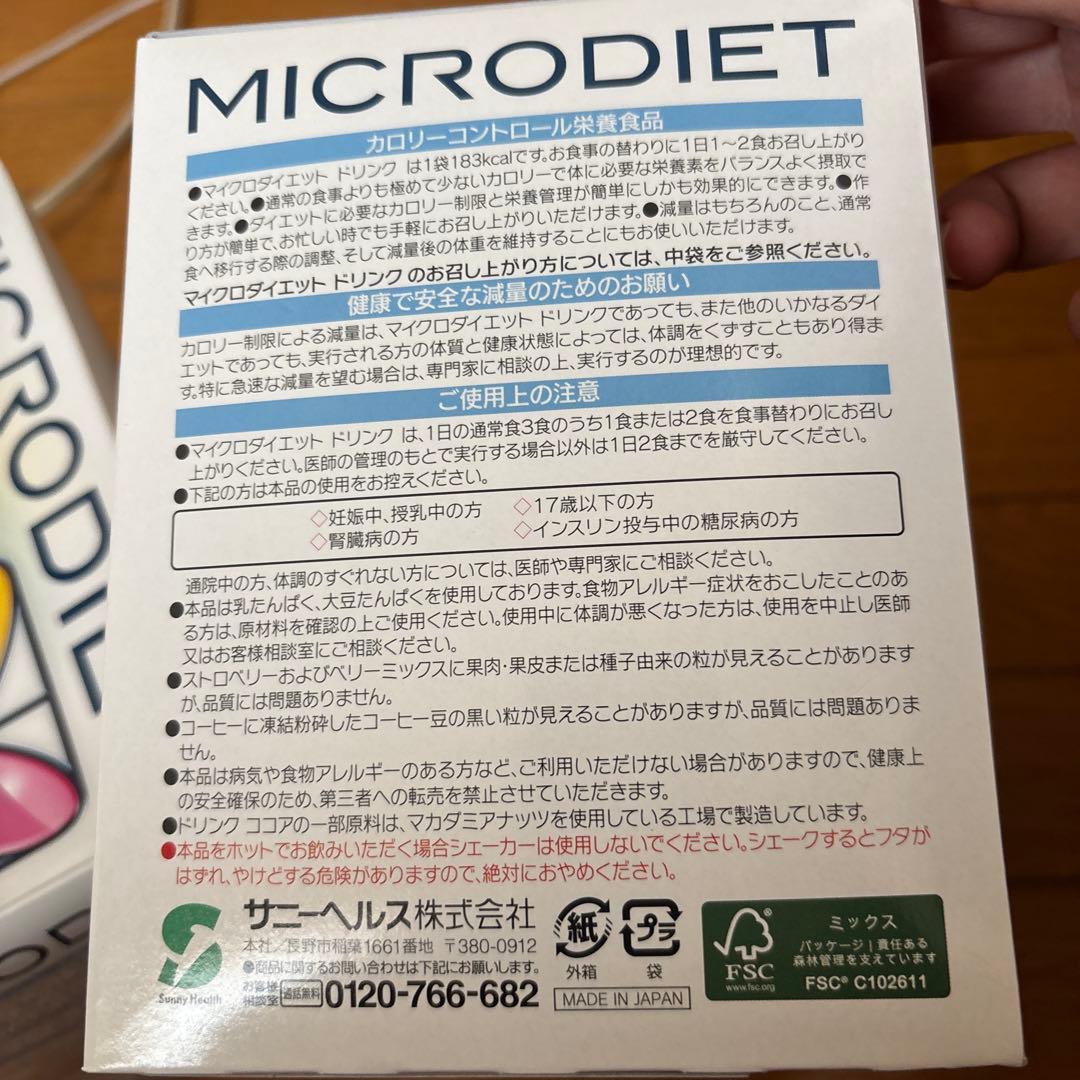 MICRODIET
カロリーコントロール栄養食品
●マイクロダイエット ドリンク は1袋183kcalです。お食事の替わりに1日1〜2食お召し上がり
ください。●通常の食事よりも極めて少ないカロリーで体に必要な栄養素をバランスよく摂取で
きます。●ダイエットに必要なカロリー制限と栄養管理が簡単にしかも効果的にできます。●作
り方が簡単で、お忙しい時でも手軽にお召し上がりいただけます。●減量はもちろんのこと、通常
食へ移行する際の調整、そして減量後の体重を維持することにもお使いいただけます。
マイクロダイエット ドリンク のお召し上がり方については、中袋をご参照ください。
健康で安全な減量のためのお願い
カロリー制限による減量は、マイクロダイエット ドリンクであっても、また他のいかなるダイ
エットであっても、実行される方の体質と健康状態によっては、体調をくずすこともあり得ま
す。特に急速な減量を望む場合は、専門家に相談の上、実行するのが理想的です。
ご使用上の注意
●マイクロダイエット ドリンク は、1日の通常食3食のうち1食または2食を食事替わりにお召し
上がりください。医師の管理のもとで実行する場合以外は1日2食までを厳守してください。
●下記の方は本品の使用をお控えください。
◇妊娠中、授乳中の方 ◇17歳以下の方
◇腎臓病の方 ◇インスリン投与中の糖尿病の方
通院中の方、体調のすぐれない方については、医師や専門家にご相談ください。
●本品は乳たんぱく、大豆たんぱくを使用しております。食物アレルギー症状をおこしたことのあ
る方は、原材料を確認の上ご使用ください。使用中に体調が悪くなった方は、使用を中止し医師
又はお客様相談室にご相談ください。
●ストロベリーおよびベリーミックスに果肉・果皮または種子由来の粒が見えることがあります
が、品質には問題ありません。
●コーヒーに凍結粉砕したコーヒー豆の黒い粒が見えることがありますが、品質には問題ありま
せん。
●本品は病気や食物アレルギーのある方など、ご利用いただけない場合がありますので、健康上
の安全確保のため、第三者への転売を禁止させていただきます。
●ドリンク ココアの一部原料は、マカダミアナッツを使用している工場で製造しています。
●本品をホットでお飲みいただく場合シェーカーは使用しないでください。シェークするとフタが
はずれ、やけどする危険がありますので、絶対におやめください。
Sunny Health
サニーヘルス株式会社
本社/長野市稲葉1661番地 〒380-0912
●商品に関するお問い合わせは下記にお願いします。
お客様相談室 通話無料 0120-766-682
紙 プラ
外箱 袋
MADE IN JAPAN
FSC
www.fsc.org
ミックス
パッケージ|責任ある
森林管理を支えています
FSC® C102611